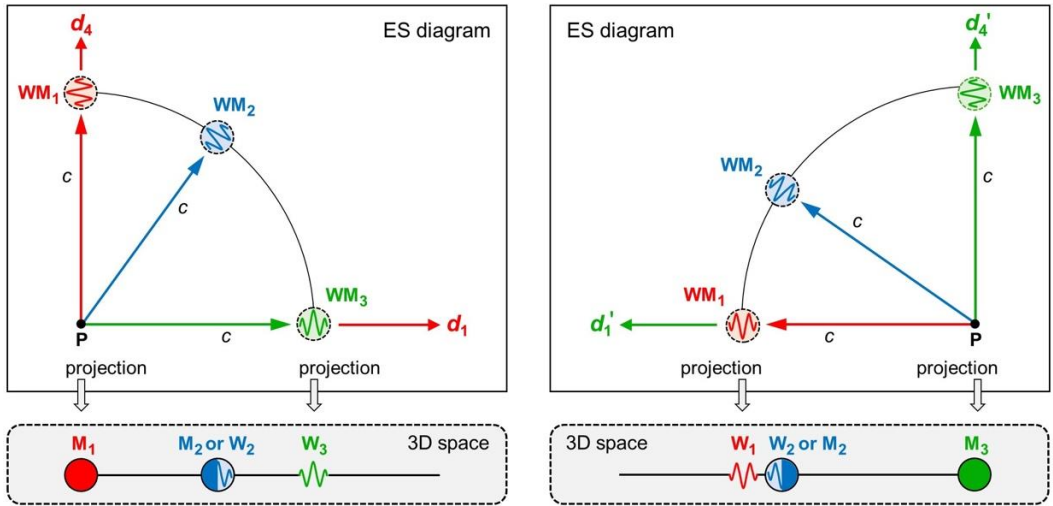 ES diagram
d₄
WM₁
WM₂
c
c
WM₃
d₁
P
c
projection
projection
M₁
M₂ or W₂
W₃
3D space
ES diagram
d₄'
WM₃
WM₂
c
c
WM₁
d₁'
c
P
projection
projection
3D space
W₁
W₂ or M₂
M₃